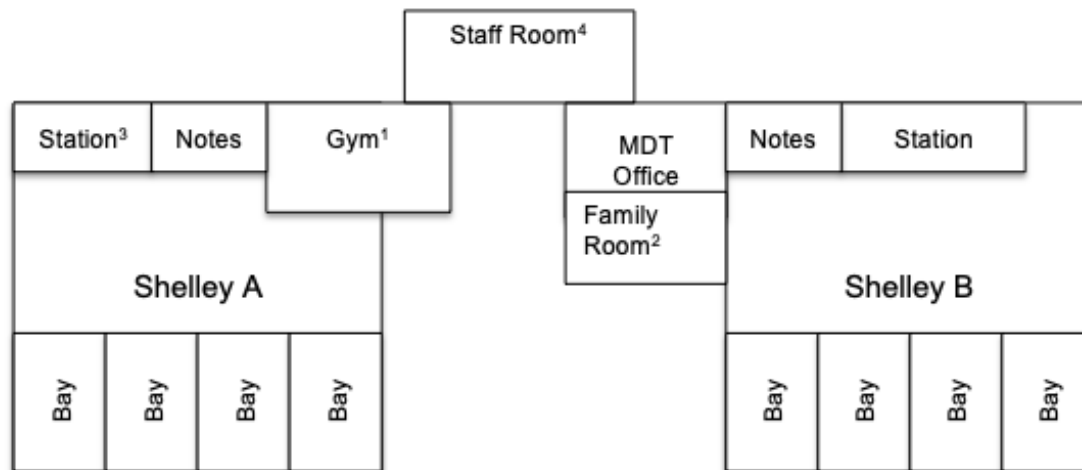 Staff Room⁴
Station³
Notes
Gym¹
MDT
Office
Notes
Station
Family
Room²
Shelley A
Shelley B
Bay
Bay
Bay
Bay
Bay
Bay
Bay
Bay